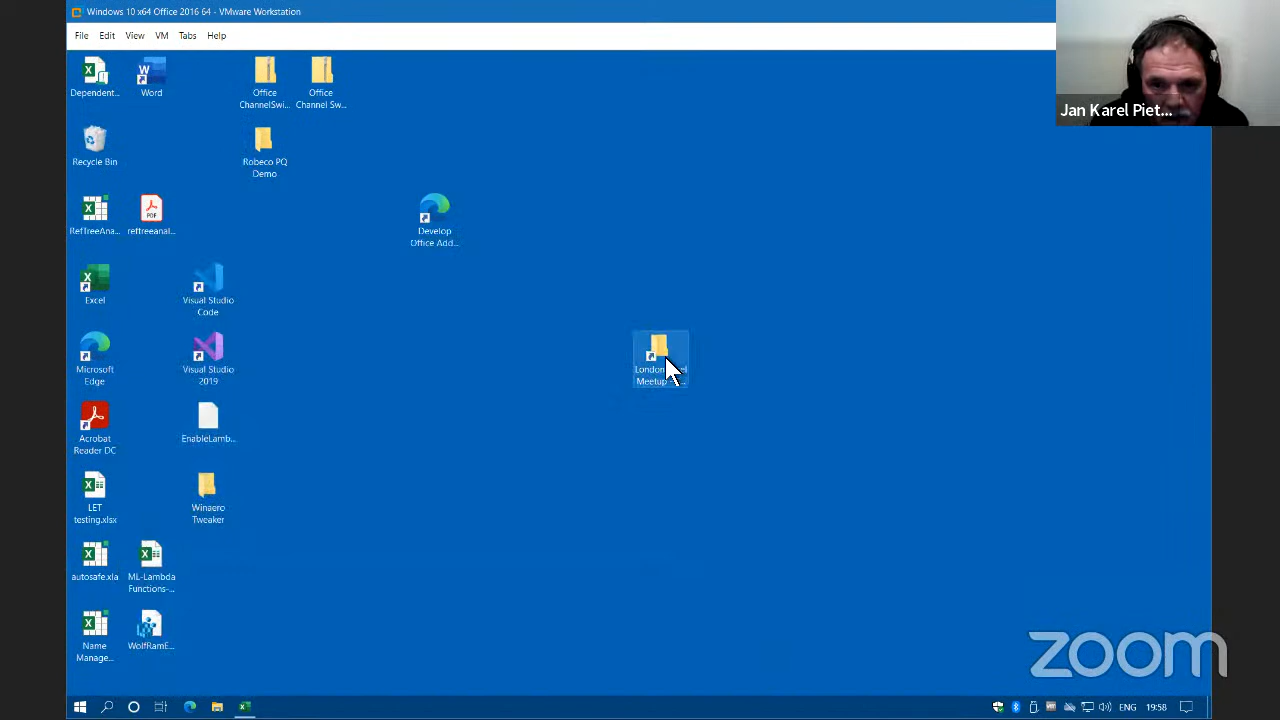 Windows 10 x64 Office 2016 64 - VMware Workstation
File Edit View VM Tabs Help
Jan Karel Piet...
Dependent...
Word
Office
ChannelSwi...
Office
Channel Sw...
Recycle Bin
Robeco PQ
Demo
RefTreeAna...
reftreeanal...
Develop
Office Add...
Excel
Visual Studio
Code
Microsoft
Edge
Visual Studio
2019
London
Meetup
Acrobat
Reader DC
EnableLamb...
LET
testing.xlsx
Winaero
Tweaker
autosafe.xla
ML-Lambda
Functions-...
Name
Manage...
WolfRamE...
zoom
ENG 19:58